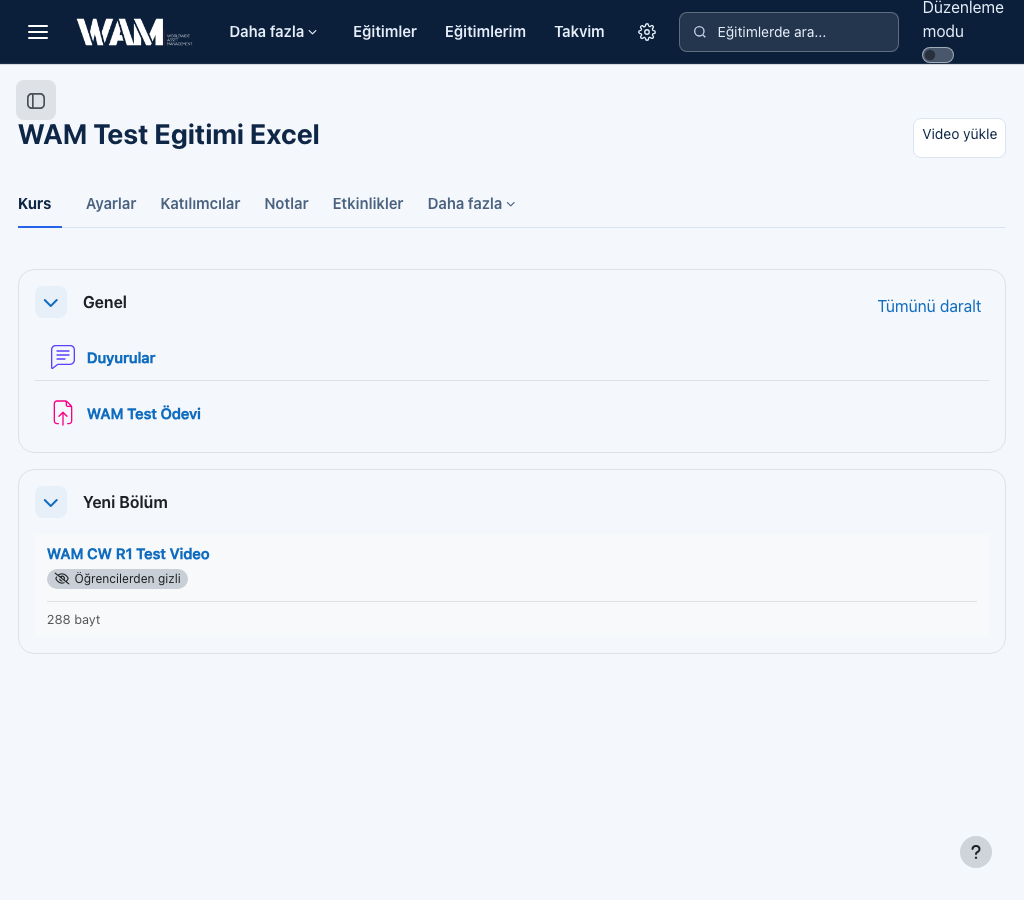 WAM
Daha fazla
Eğitimler
Eğitimlerim
Takvim
Eğitimlerde ara...
Düzenleme
modu
WAM Test Egitimi Excel
Video yükle
Kurs
Ayarlar
Katılımcılar
Notlar
Etkinlikler
Daha fazla
Genel
Tümünü daralt
Duyurular
WAM Test Ödevi
Yeni Bölüm
WAM CW R1 Test Video
Öğrencilerden gizli
288 bayt
?